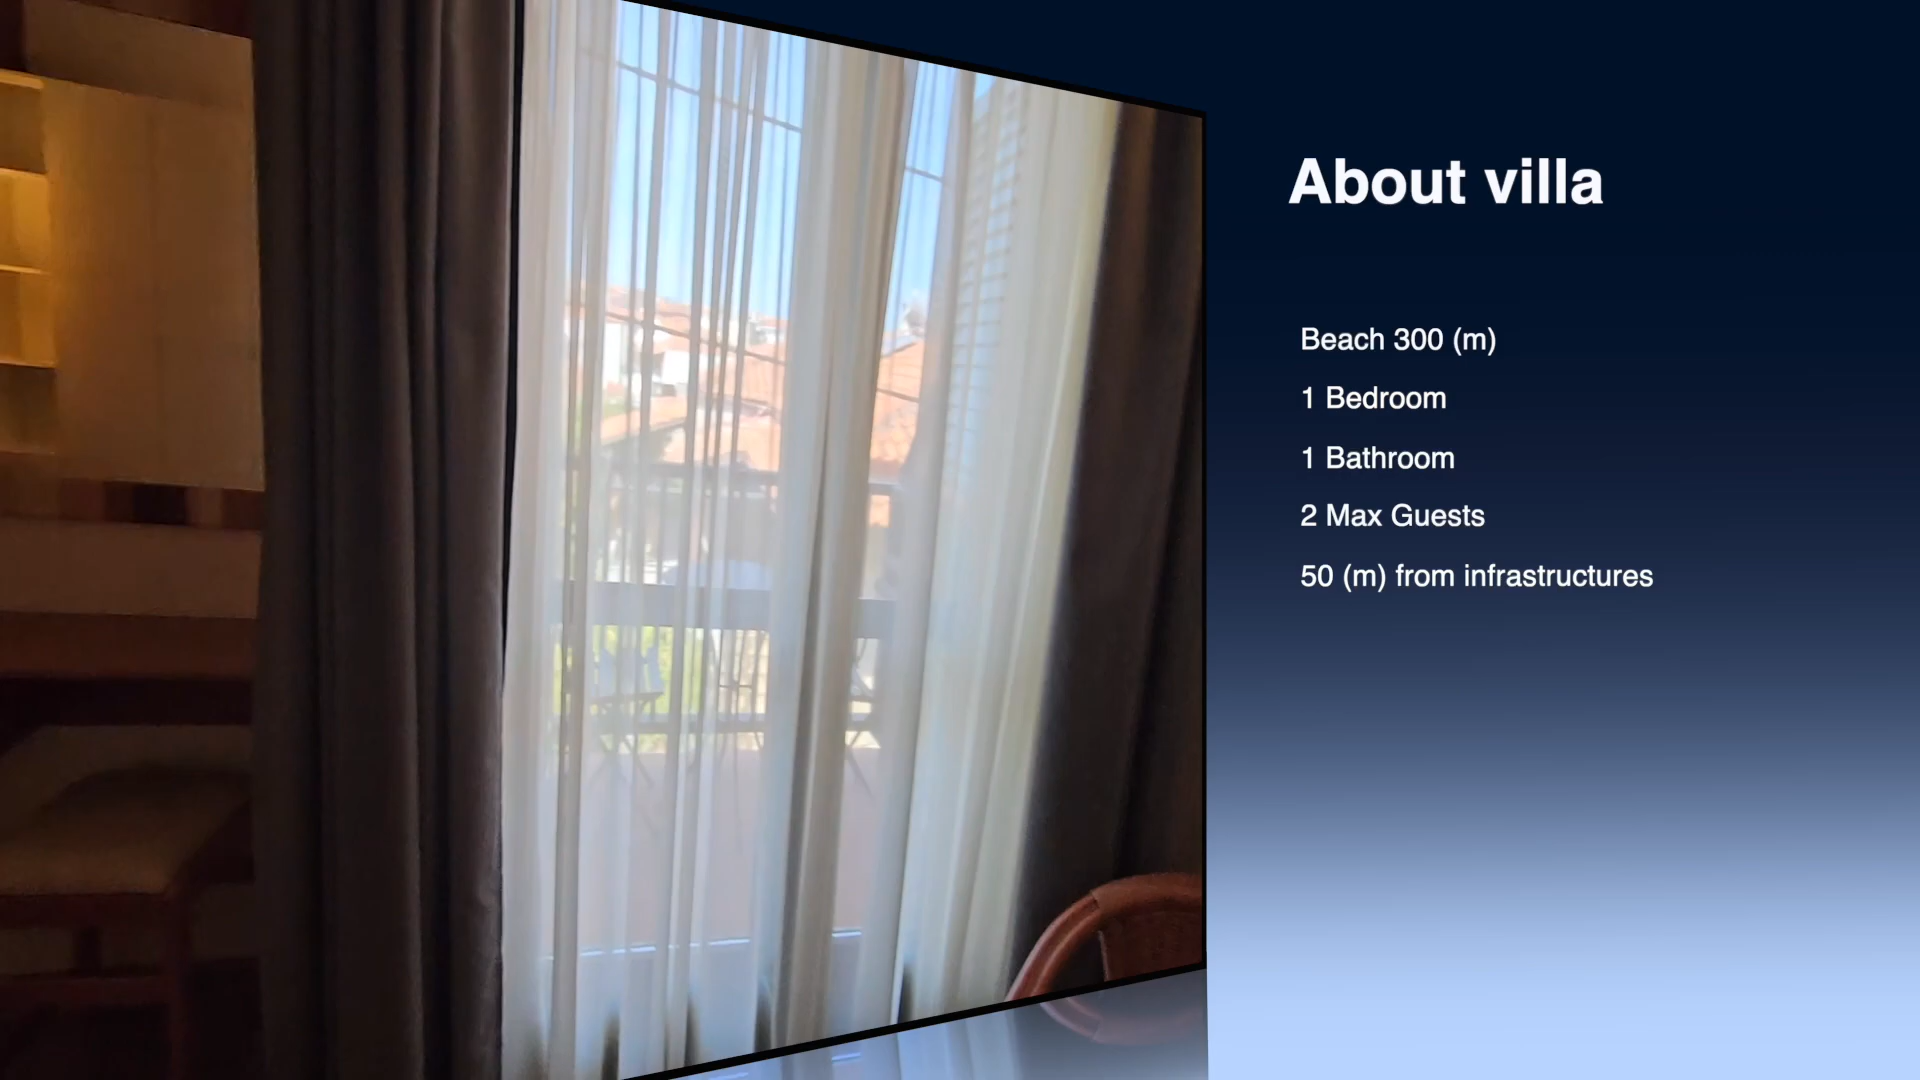 About villa
Beach 300 (m)
1 Bedroom
1 Bathroom
2 Max Guests
50 (m) from infrastructures